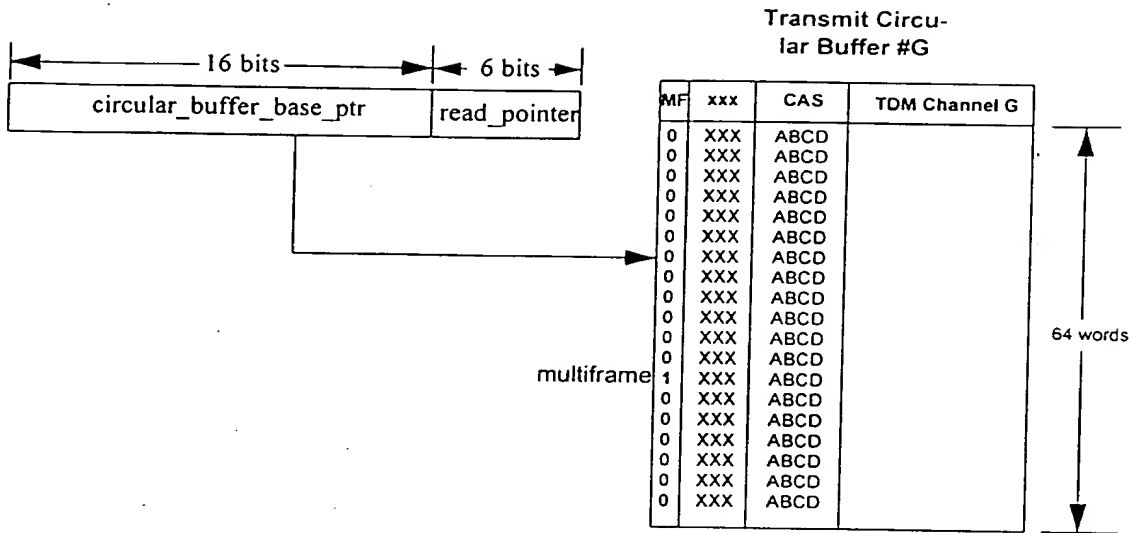 Transmit Circu-
lar Buffer #G
16 bits
6 bits
circular_buffer_base_ptr
read_pointer
MF xxx CAS TDM Channel G
0 XXX ABCD
0 XXX ABCD
0 XXX ABCD
0 XXX ABCD
0 XXX ABCD
0 XXX ABCD
0 XXX ABCD
0 XXX ABCD
0 XXX ABCD
0 XXX ABCD
0 XXX ABCD
0 XXX ABCD
multiframe 1 XXX ABCD
0 XXX ABCD
0 XXX ABCD
0 XXX ABCD
0 XXX ABCD
0 XXX ABCD
0 XXX ABCD
64 words